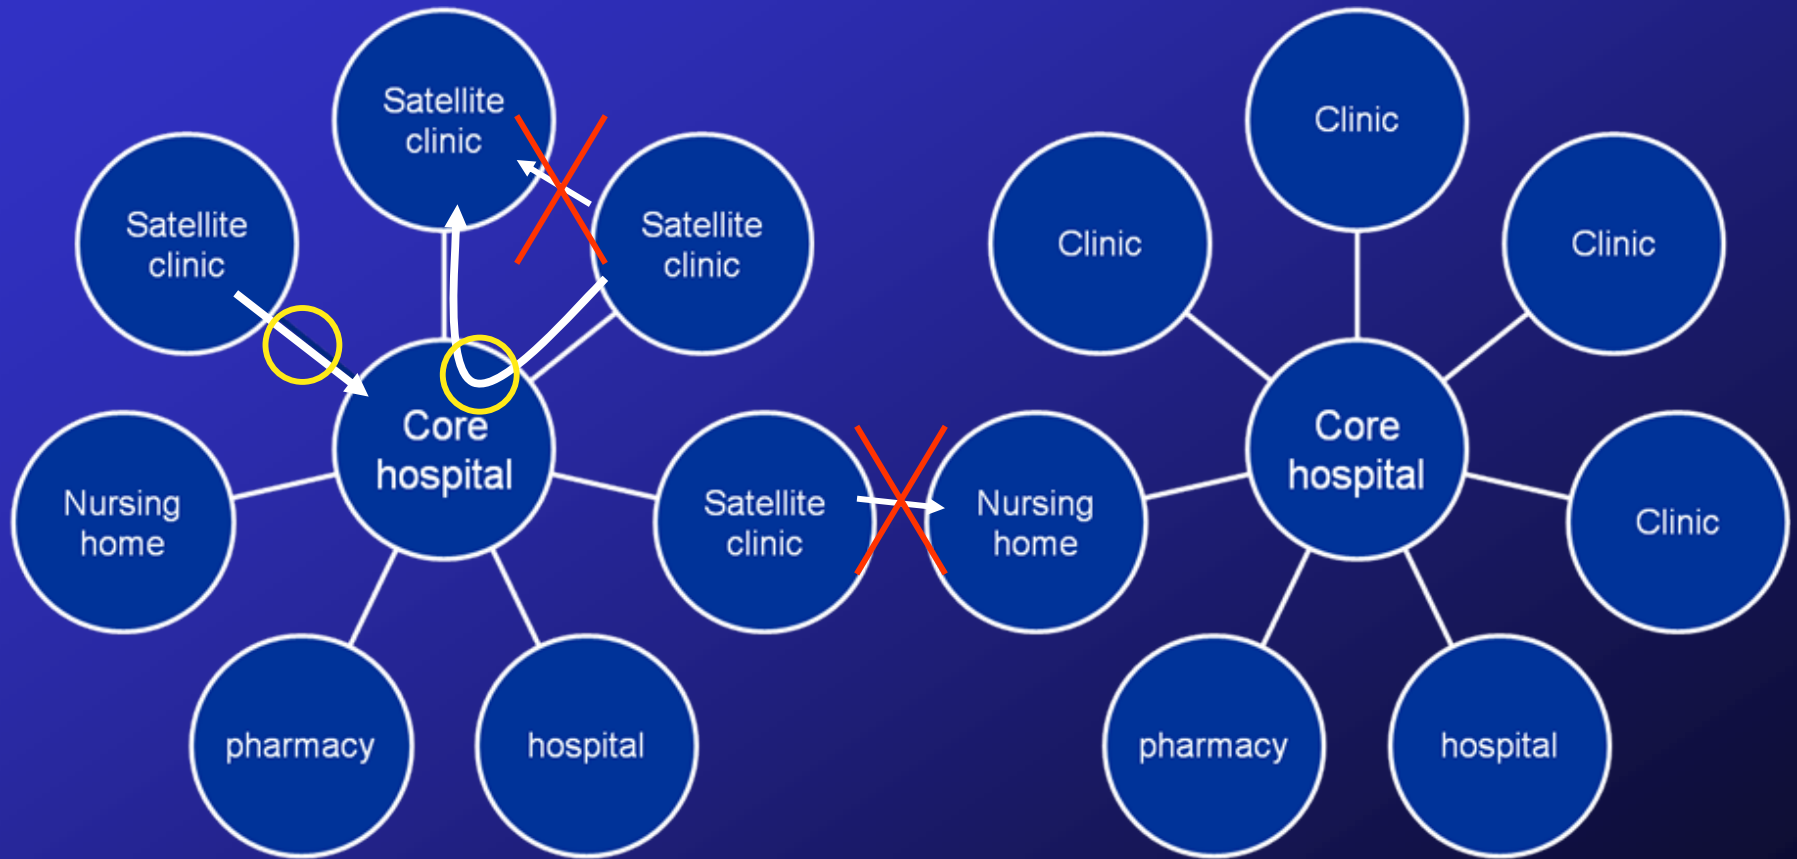 Satellite
clinic
Satellite
clinic
Satellite
clinic
Core
hospital
Nursing
home
Satellite
clinic
pharmacy
hospital
Clinic
Clinic
Clinic
Core
hospital
Nursing
home
Clinic
pharmacy
hospital